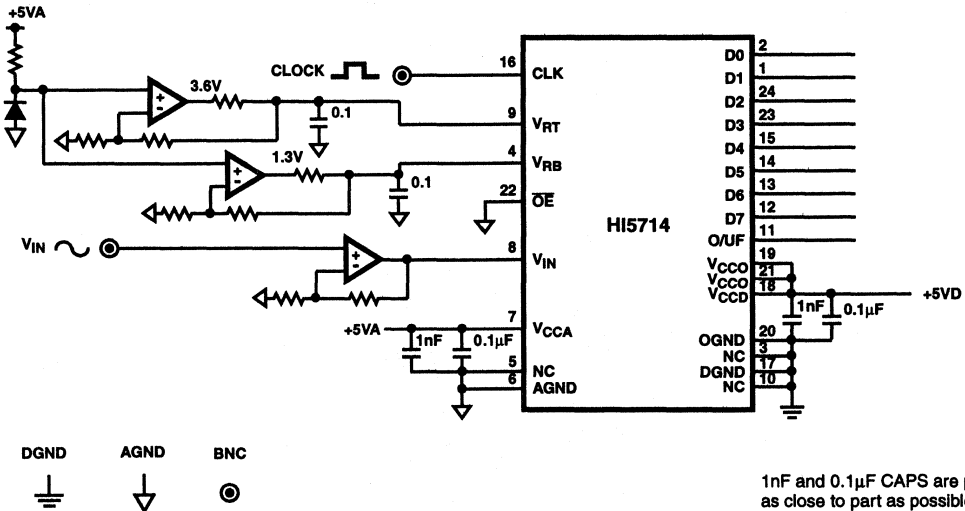 +5VA
CLOCK
16
CLK
3.6V
0.1
9
VRT
1.3V
0.1
4
VRB
22
OE
VIN
8
VIN
+5VA
7
VCCA
1nF
0.1µF
5
NC
6
AGND
HI5714
D0
2
D1
1
D2
24
D3
23
D4
15
D5
14
D6
13
D7
12
O/UF
11
VCCO
19
VCCO
21
VCCD
18
+5VD
1nF
0.1µF
OGND
20
NC
3
DGND
17
NC
10
DGND
AGND
BNC
1nF and 0.1µF CAPS are
as close to part as possible